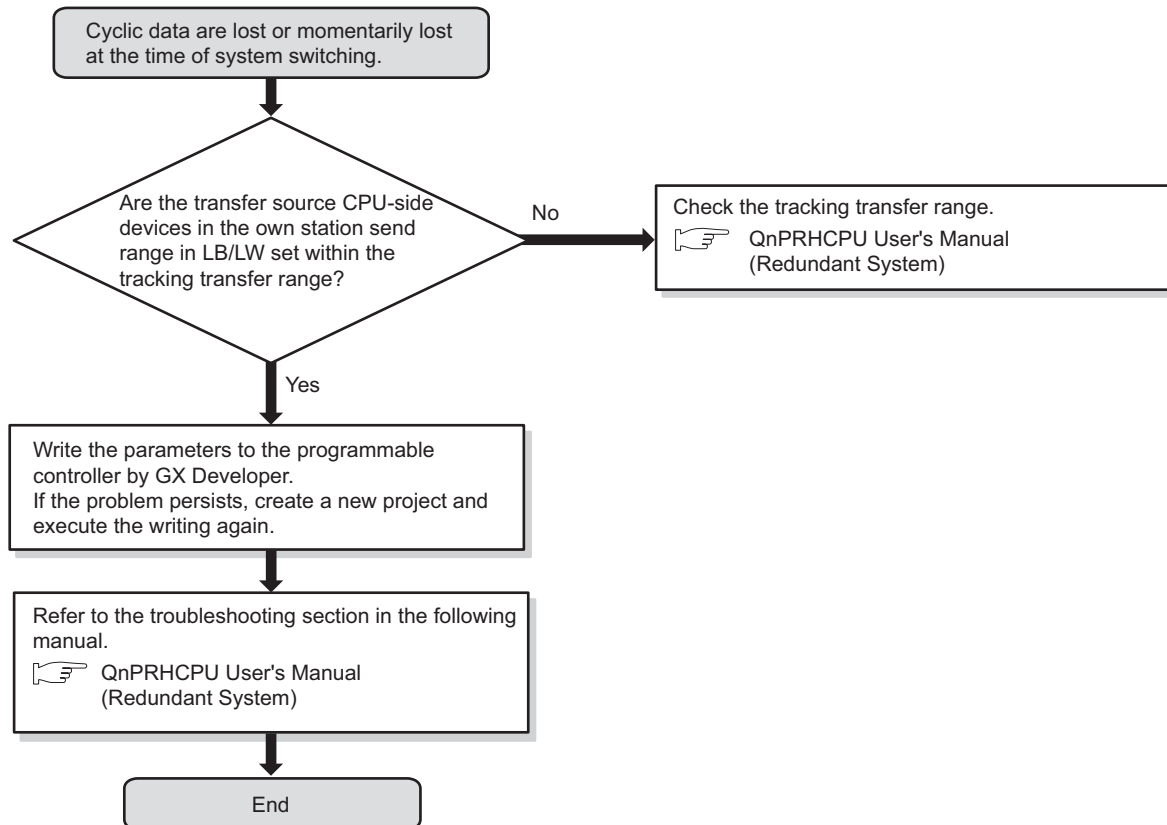 Cyclic data are lost or momentarily lost
at the time of system switching.
Are the transfer source CPU-side
devices in the own station send
range in LB/LW set within the
tracking transfer range?
No
Check the tracking transfer range.
QnPRHCPU User's Manual
(Redundant System)
Yes
Write the parameters to the programmable
controller by GX Developer.
If the problem persists, create a new project and
execute the writing again.
Refer to the troubleshooting section in the following
manual.
QnPRHCPU User's Manual
(Redundant System)
End